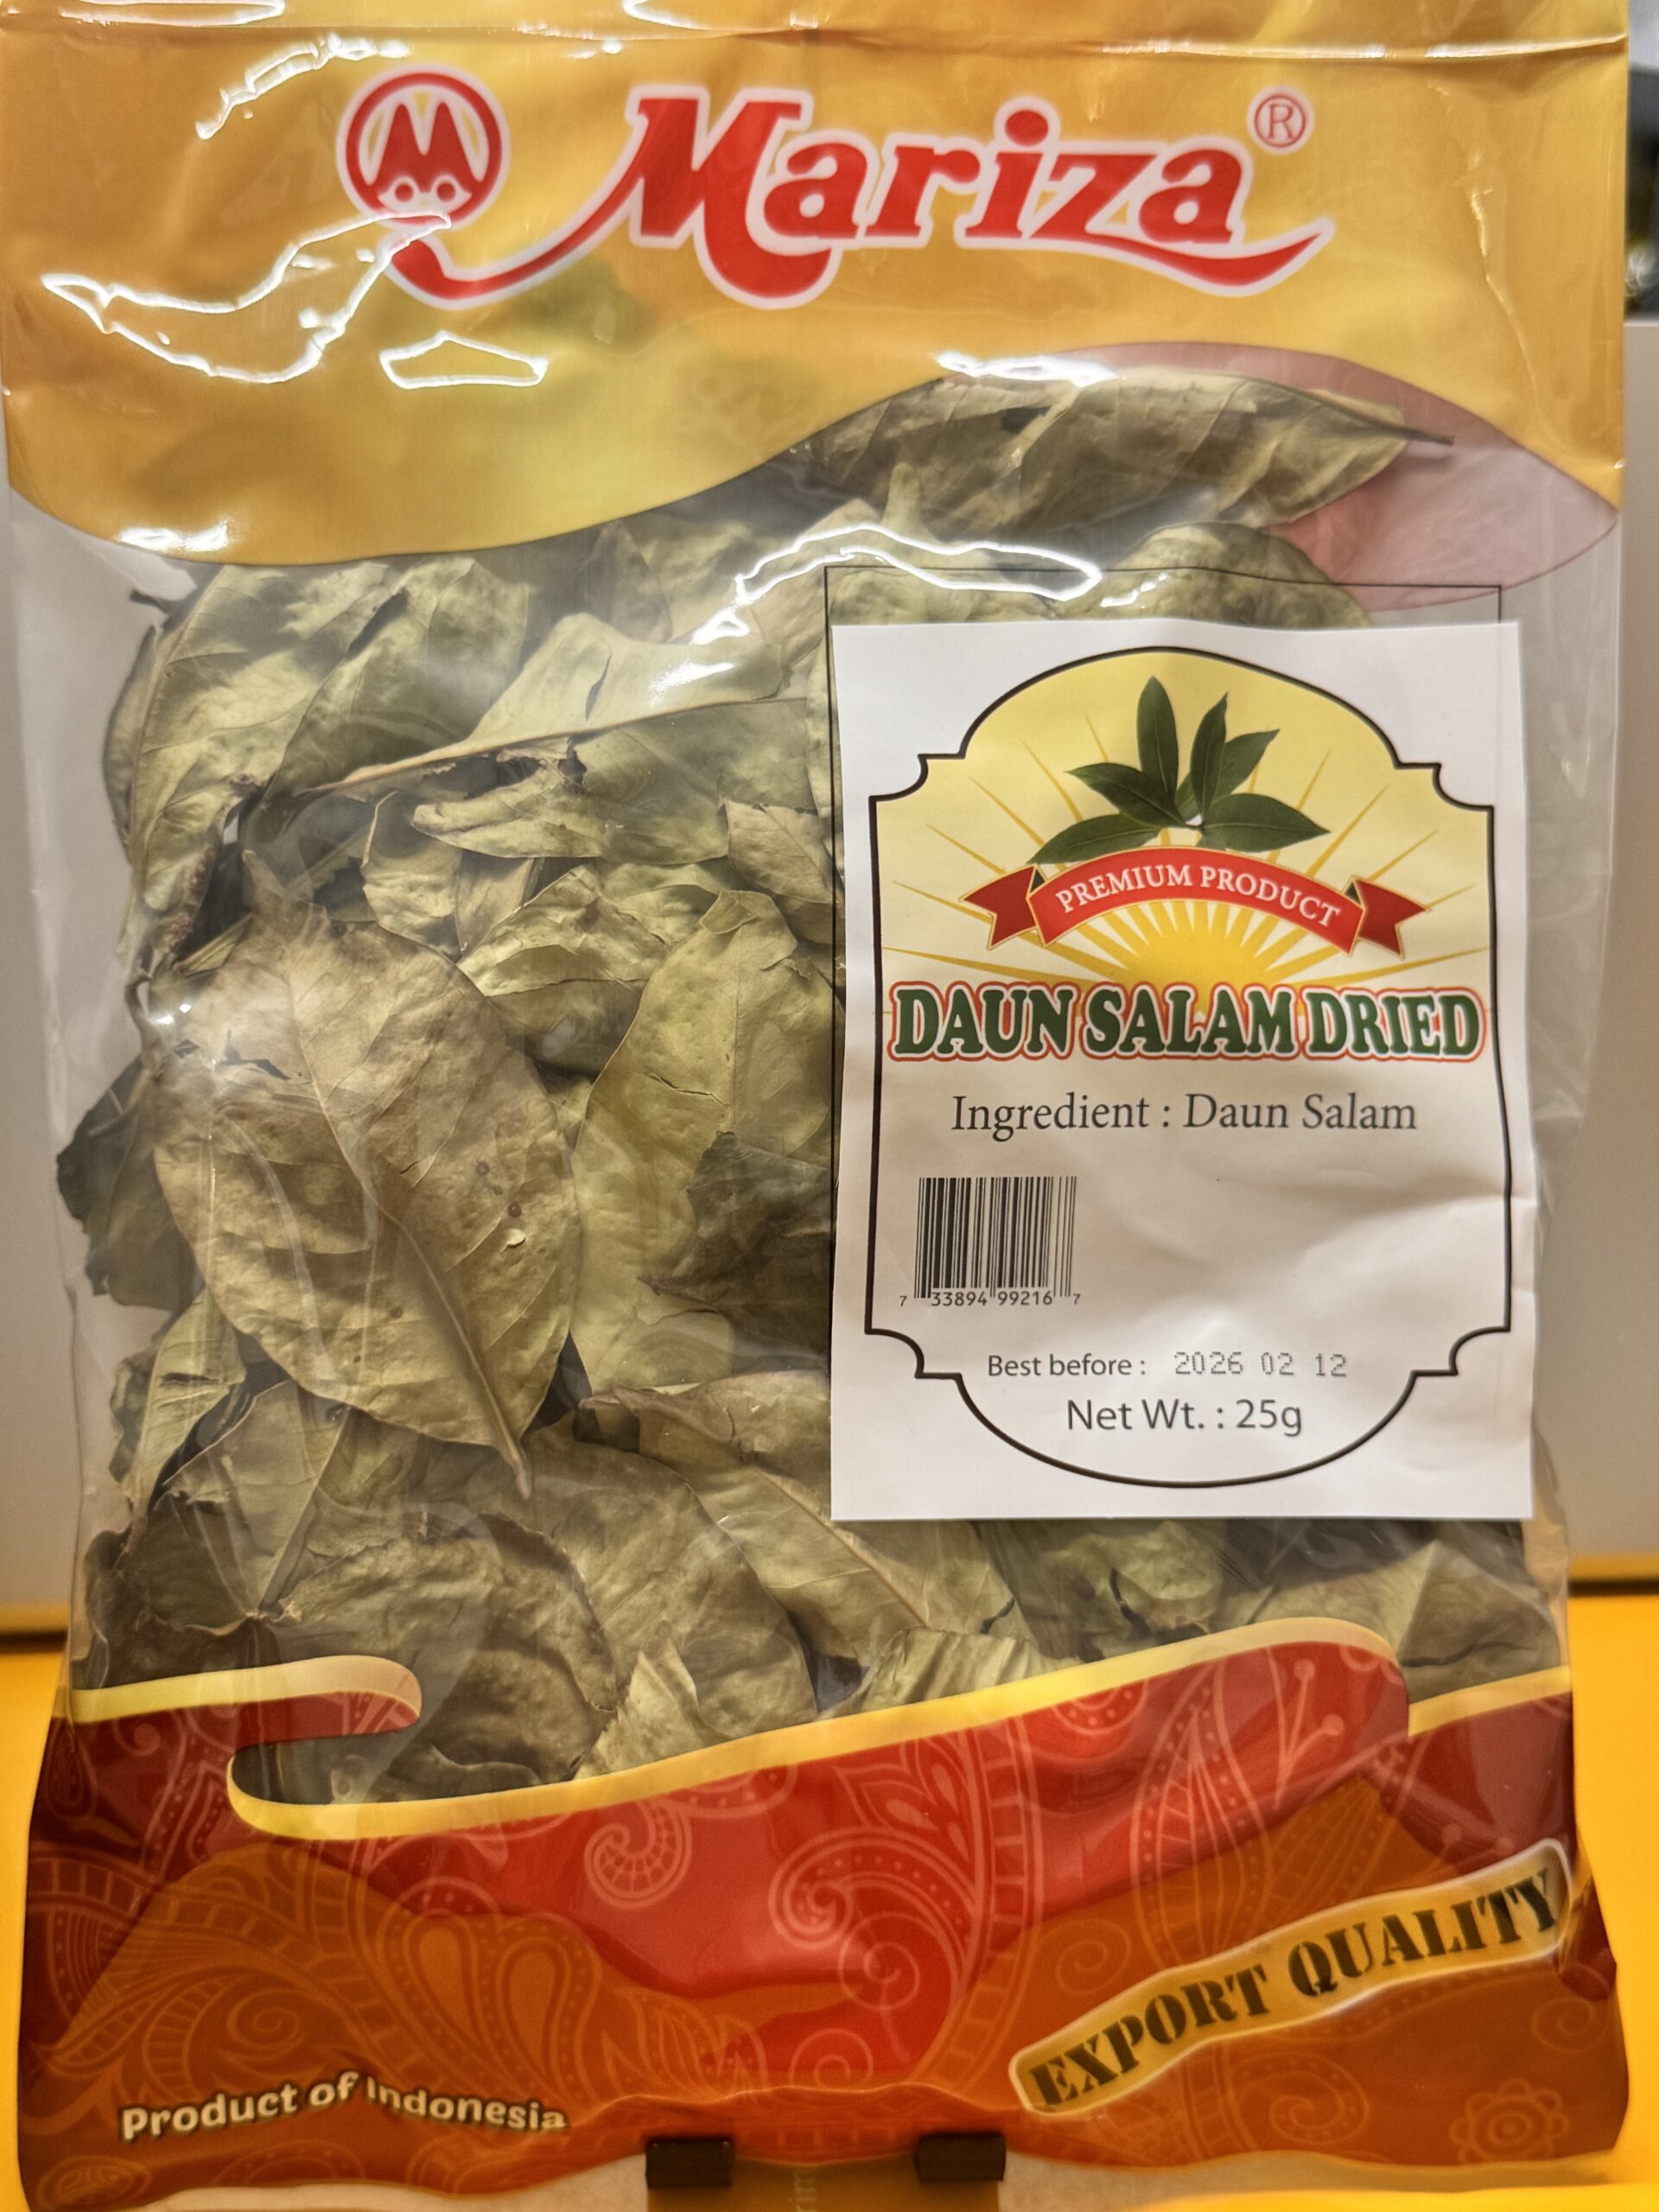 Mariza®
PREMIUM PRODUCT
DAUN SALAM DRIED
Ingredient : Daun Salam
7 33894 99216 7
Best before : 2026 02 12
Net Wt. : 25g
EXPORT QUALITY
Product of Indonesia